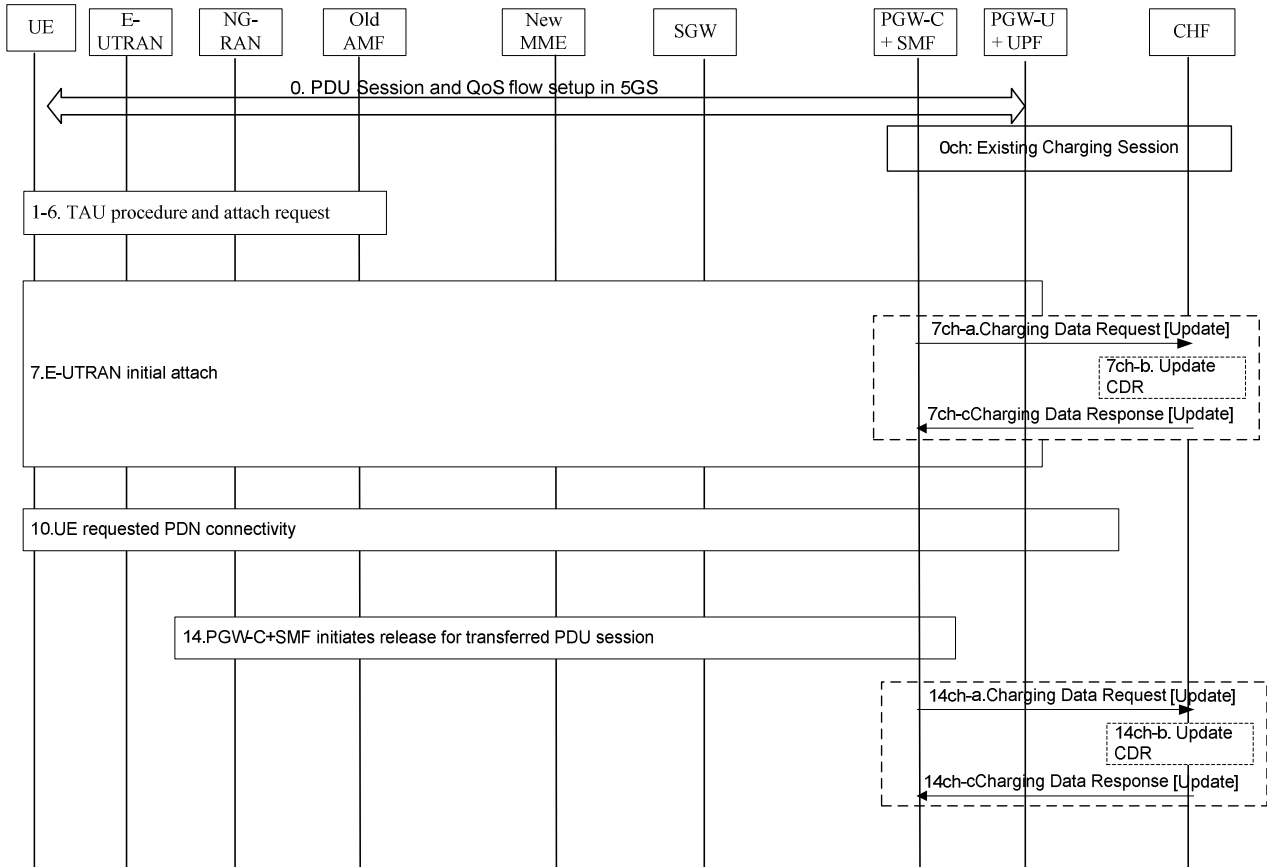 UE
E-
UTRAN
NG-
RAN
Old
AMF
New
MME
SGW
PGW-C
+ SMF
PGW-U
+ UPF
CHF
0. PDU Session and QoS flow setup in 5GS
0ch: Existing Charging Session
1-6. TAU procedure and attach request
7ch-a.Charging Data Request [Update]
7.E-UTRAN initial attach
7ch-b. Update
CDR
7ch-cCharging Data Response [Update]
10.UE requested PDN connectivity
14.PGW-C+SMF initiates release for transferred PDU session
14ch-a.Charging Data Request [Update]
14ch-b. Update
CDR
14ch-cCharging Data Response [Update]